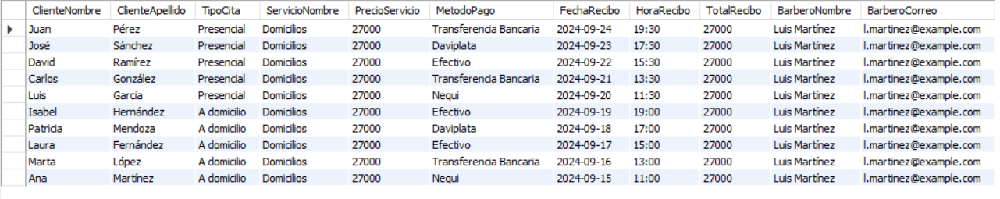 ClienteNombre ClienteApellido TipoCita ServicioNombre PrecioServicio MetodoPago FechaRecibo HoraRecibo TotalRecibo BarberoNombre BarberoCorreo
Juan Pérez Presencial Domicilios 27000 Transferencia Bancaria 2024-09-24 19:30 27000 Luis Martínez l.martinez@example.com
José Sánchez Presencial Domicilios 27000 Daviplata 2024-09-23 17:30 27000 Luis Martínez l.martinez@example.com
David Ramírez Presencial Domicilios 27000 Efectivo 2024-09-22 15:30 27000 Luis Martínez l.martinez@example.com
Carlos González Presencial Domicilios 27000 Transferencia Bancaria 2024-09-21 13:30 27000 Luis Martínez l.martinez@example.com
Luis García Presencial Domicilios 27000 Nequi 2024-09-20 11:30 27000 Luis Martínez l.martinez@example.com
Isabel Hernández A domicilio Domicilios 27000 Efectivo 2024-09-19 19:00 27000 Luis Martínez l.martinez@example.com
Patricia Mendoza A domicilio Domicilios 27000 Daviplata 2024-09-18 17:00 27000 Luis Martínez l.martinez@example.com
Laura Fernández A domicilio Domicilios 27000 Efectivo 2024-09-17 15:00 27000 Luis Martínez l.martinez@example.com
Marta López A domicilio Domicilios 27000 Transferencia Bancaria 2024-09-16 13:00 27000 Luis Martínez l.martinez@example.com
Ana Martínez A domicilio Domicilios 27000 Nequi 2024-09-15 11:00 27000 Luis Martínez l.martinez@example.com